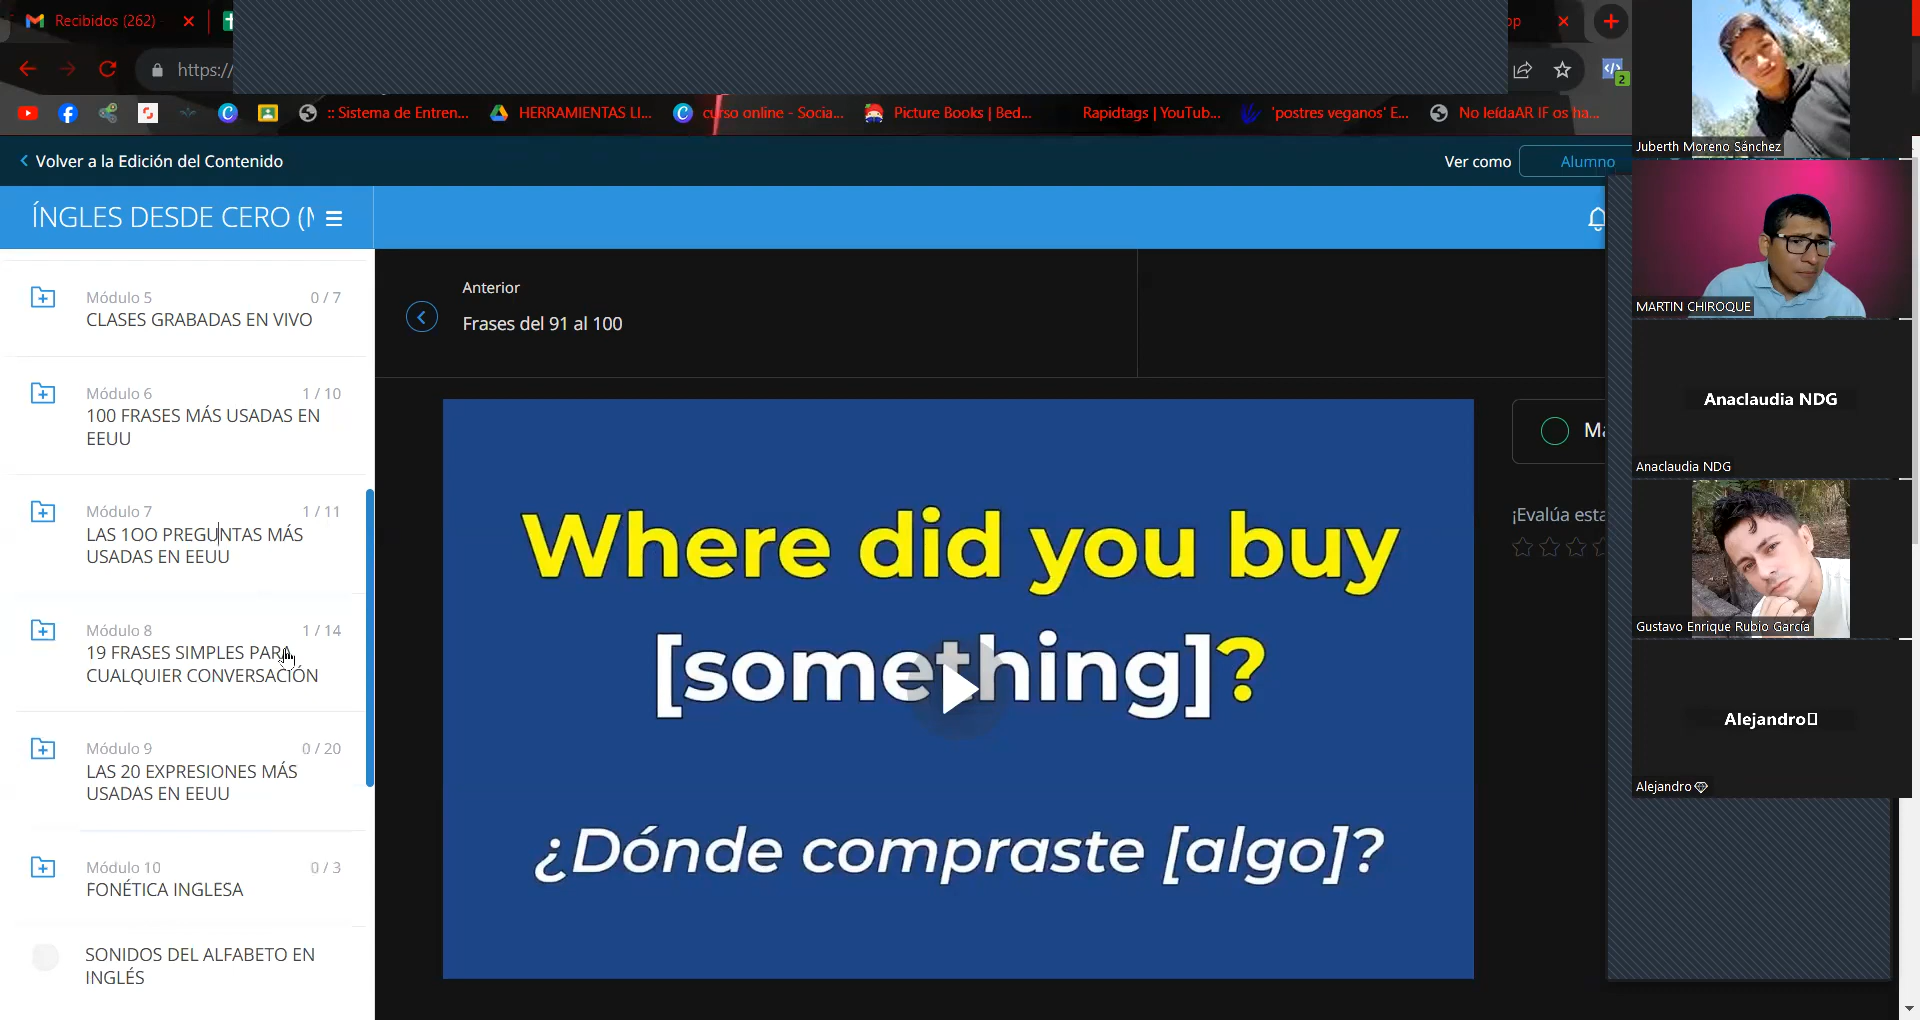 Recibidos (262)
https://
:: Sistema de Entren...
HERRAMIENTAS LI...
curso online - Socia...
Picture Books | Bed...
Rapidtags | YouTub...
'postres veganos' E...
No leídaAR IF os ha...
Volver a la Edición del Contenido
Ver como
Alumno
ÍNGLES DESDE CERO (M
Anterior
Frases del 91 al 100
Módulo 5
0 / 7
CLASES GRABADAS EN VIVO
Módulo 6
1 / 10
100 FRASES MÁS USADAS EN
EEUU
Módulo 7
1 / 11
LAS 1OO PREGUNTAS MÁS
USADAS EN EEUU
Módulo 8
1 / 14
19 FRASES SIMPLES PARA
CUALQUIER CONVERSACIÓN
Módulo 9
0 / 20
LAS 20 EXPRESIONES MÁS
USADAS EN EEUU
Módulo 10
0 / 3
FONÉTICA INGLESA
SONIDOS DEL ALFABETO EN
INGLÉS
Where did you buy
[something]?
¿Dónde compraste [algo]?
Ma
¡Evalúa esta
2
Juberth Moreno Sánchez
MARTIN CHIROQUE
Anaclaudia NDG
Anaclaudia NDG
Gustavo Enrique Rubio García
Alejandro
Alejandro